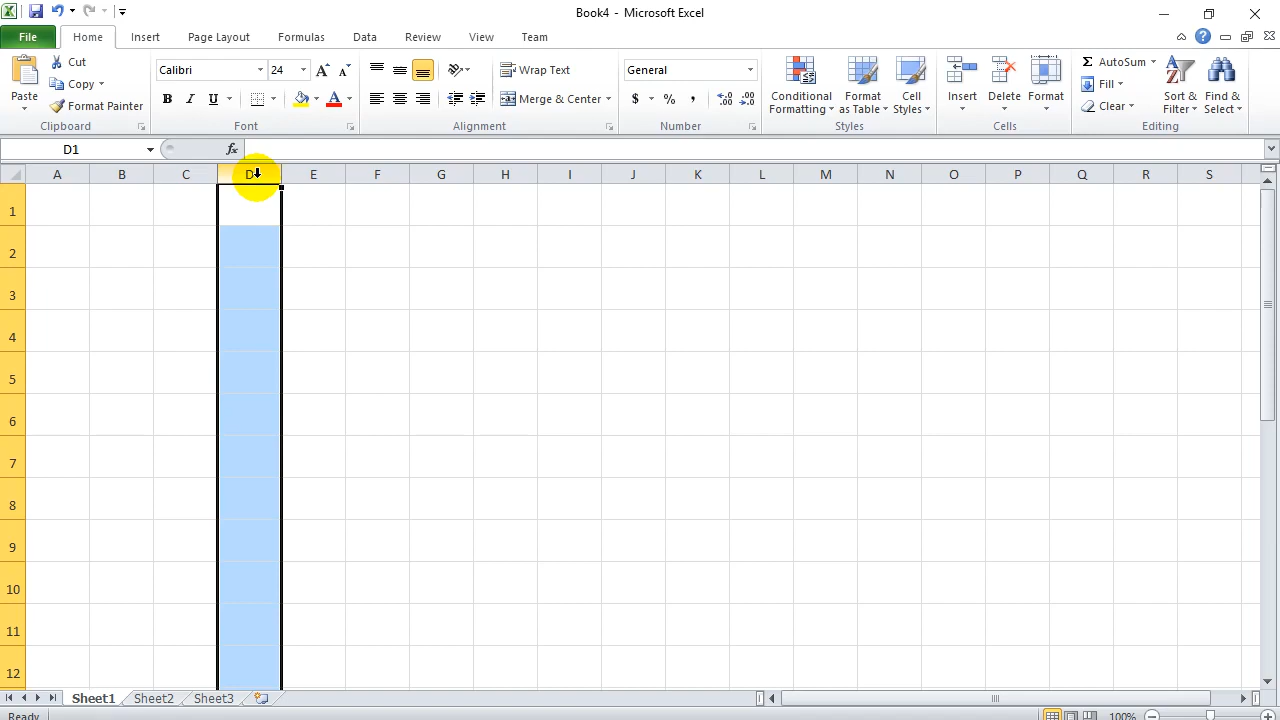 Book4 - Microsoft Excel
File Home Insert Page Layout Formulas Data Review View Team
Paste
Cut
Copy
Format Painter
Clipboard
Calibri 24
B I U
Font
Wrap Text
Merge & Center
Alignment
General
$ % ,
Number
Conditional Formatting
Format as Table
Cell Styles
Styles
Insert Delete Format
Cells
Σ AutoSum
Fill
Clear
Sort & Filter
Find & Select
Editing
D1 fx
A B C D E F G H I J K L M N O P Q R S
1
2
3
4
5
6
7
8
9
10
11
12
Sheet1 Sheet2 Sheet3
Ready 100%